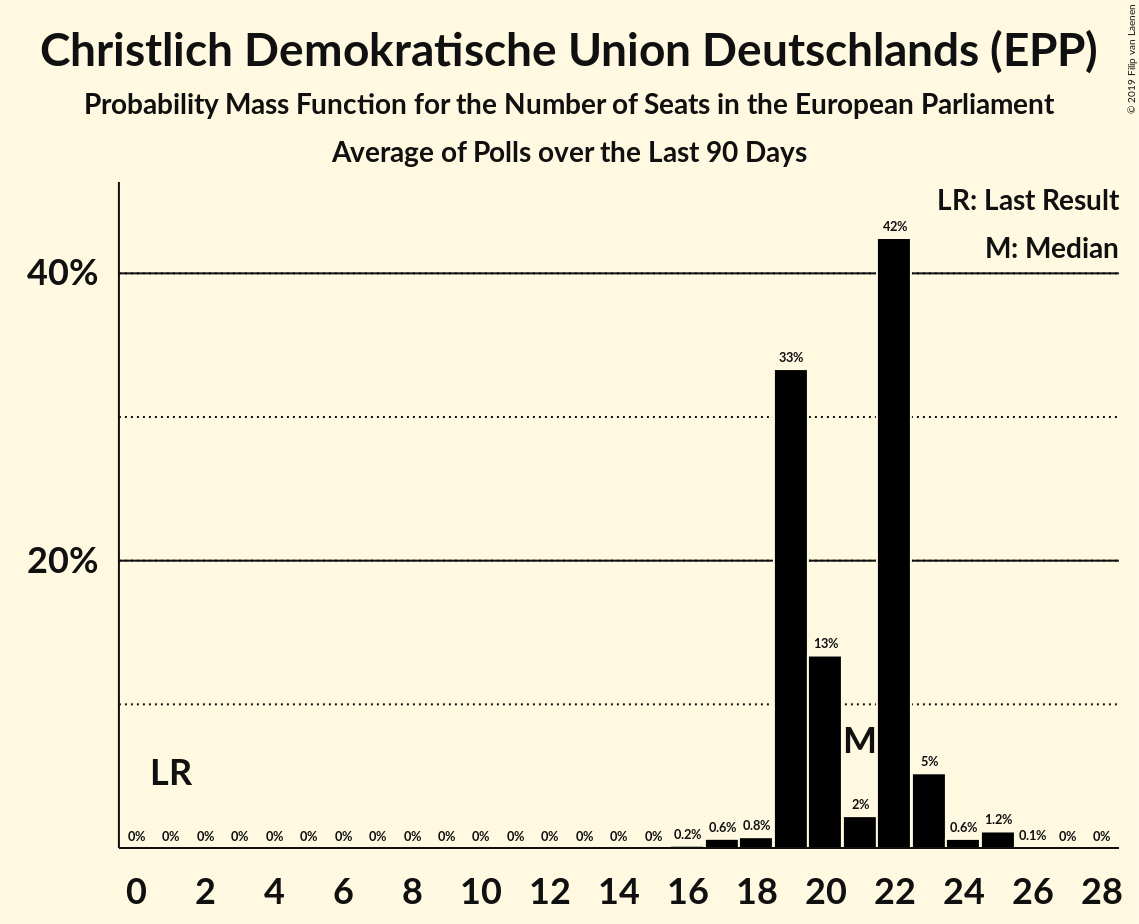 Christlich Demokratische Union Deutschlands (EPP)
Probability Mass Function for the Number of Seats in the European Parliament
Average of Polls over the Last 90 Days
© 2019 Filip van Laenen
LR: Last Result
M: Median
40%
20%
LR
M
0% 0% 0% 0% 0% 0% 0% 0% 0% 0% 0% 0% 0% 0% 0% 0% 0.2% 0.6% 0.8% 33% 13% 2% 42% 5% 0.6% 1.2% 0.1% 0% 0%
0 2 4 6 8 10 12 14 16 18 20 22 24 26 28